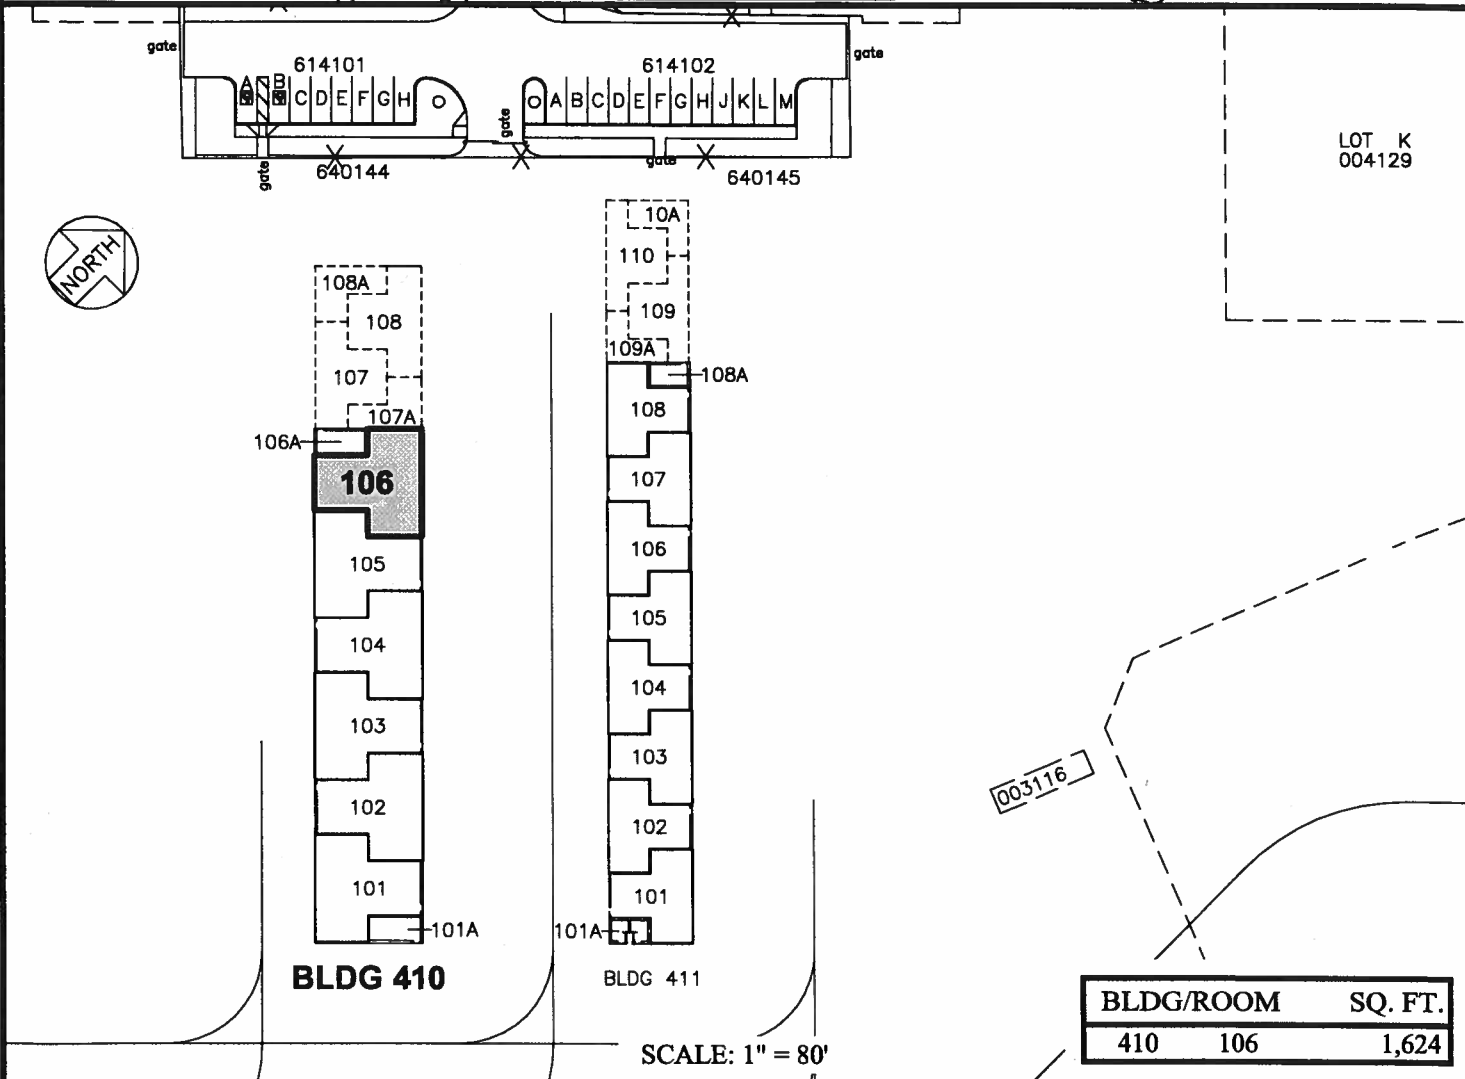 gate
614101
614102
gate
A
B
C D E F G H
A B C D E F G H J K L M
gate
LOT K
004129
gate
640144
gate
640145
NORTH
10A
110
109
109A
108A
108
107
106
105
104
103
102
101
101A
BLDG 411
108A
108
107
107A
106A
106
105
104
103
102
101
101A
BLDG 410
003116
SCALE: 1" = 80'
BLDG/ROOM SQ. FT.
410 106 1,624